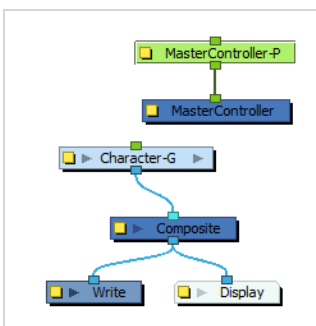 MasterController-P
MasterController
Character-G
Composite
Write
Display